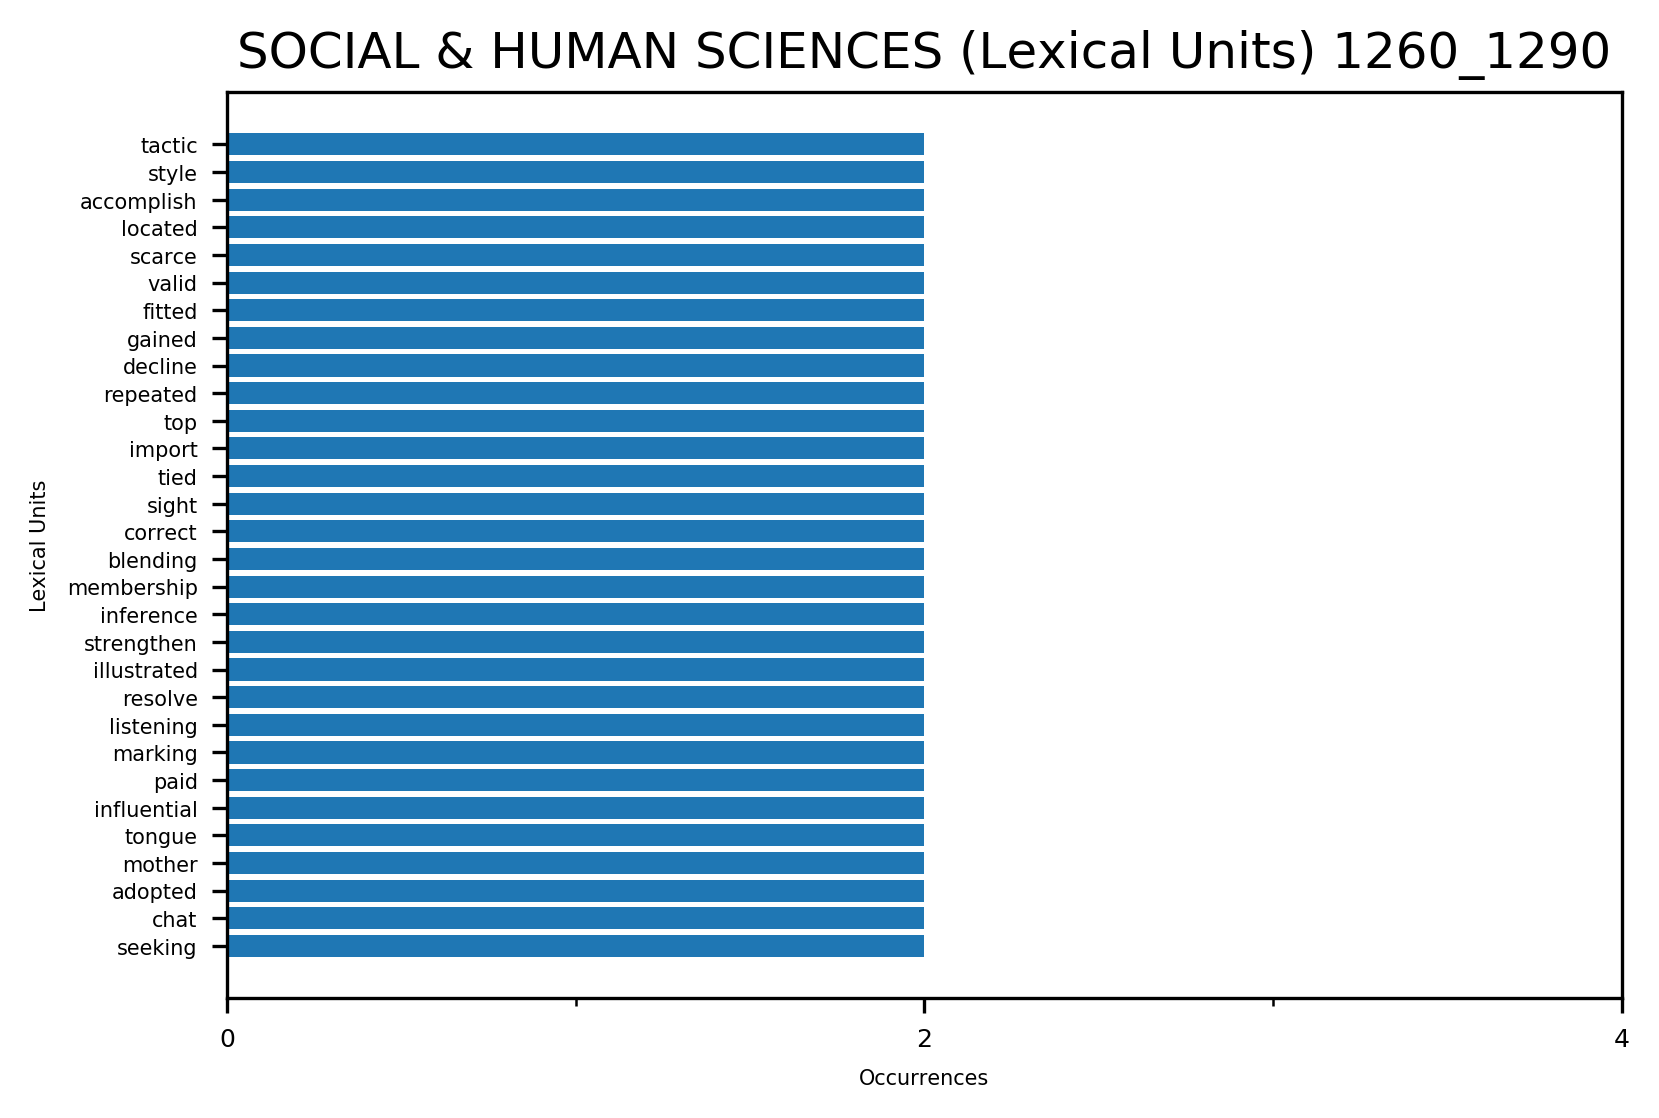 SOCIAL & HUMAN SCIENCES (Lexical Units) 1260_1290
tactic
style
accomplish
located
scarce
valid
fitted
gained
decline
repeated
top
import
tied
sight
correct
blending
membership
inference
strengthen
illustrated
resolve
listening
marking
paid
influential
tongue
mother
adopted
chat
seeking
Lexical Units
0 2 4
Occurrences